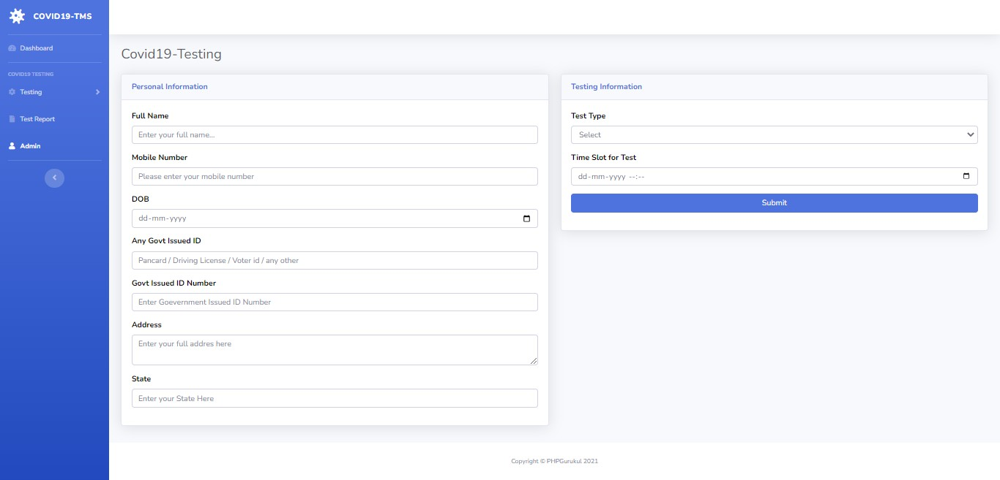 COVID19-TMS
Dashboard
COVID19 TESTING
Testing
Test Report
Admin
Covid19-Testing
Personal Information
Full Name
Enter your full name...
Mobile Number
Please enter your mobile number
DOB
dd-mm-yyyy
Any Govt Issued ID
Pancard / Driving License / Voter id / any other
Govt Issued ID Number
Enter Goevernment Issued ID Number
Address
Enter your full addres here
State
Enter your State Here
Testing Information
Test Type
Select
Time Slot for Test
dd-mm-yyyy --:--
Submit
Copyright © PHPGurukul 2021